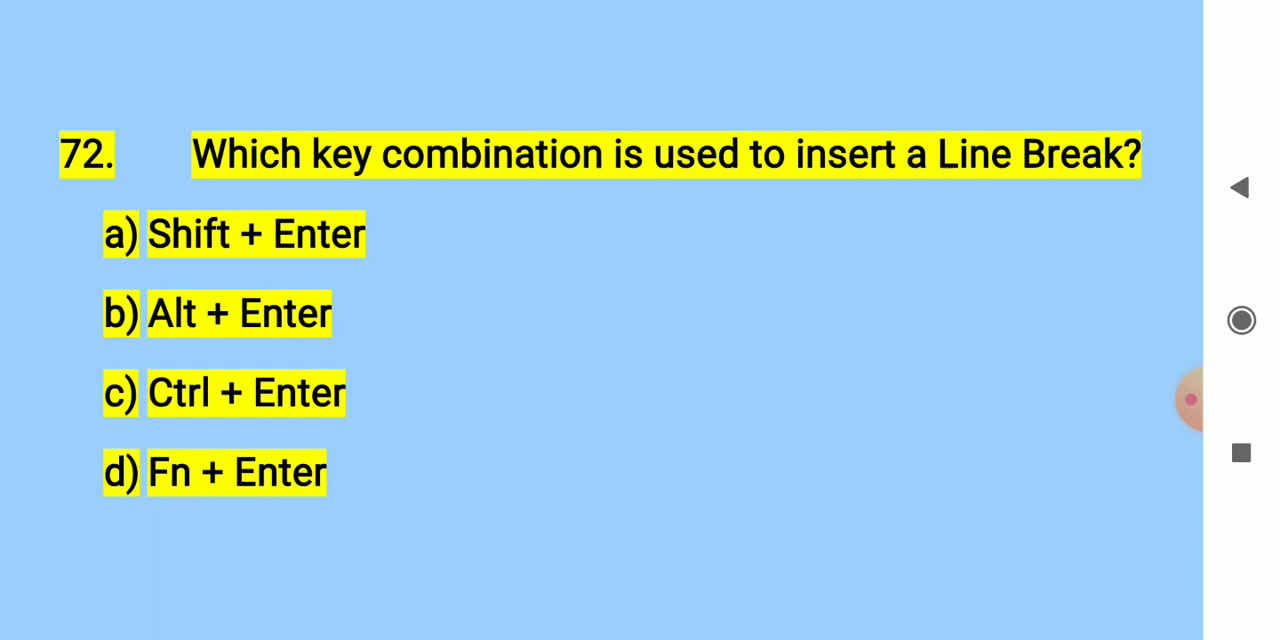 72. Which key combination is used to insert a Line Break?
a) Shift + Enter
b) Alt + Enter
c) Ctrl + Enter
d) Fn + Enter